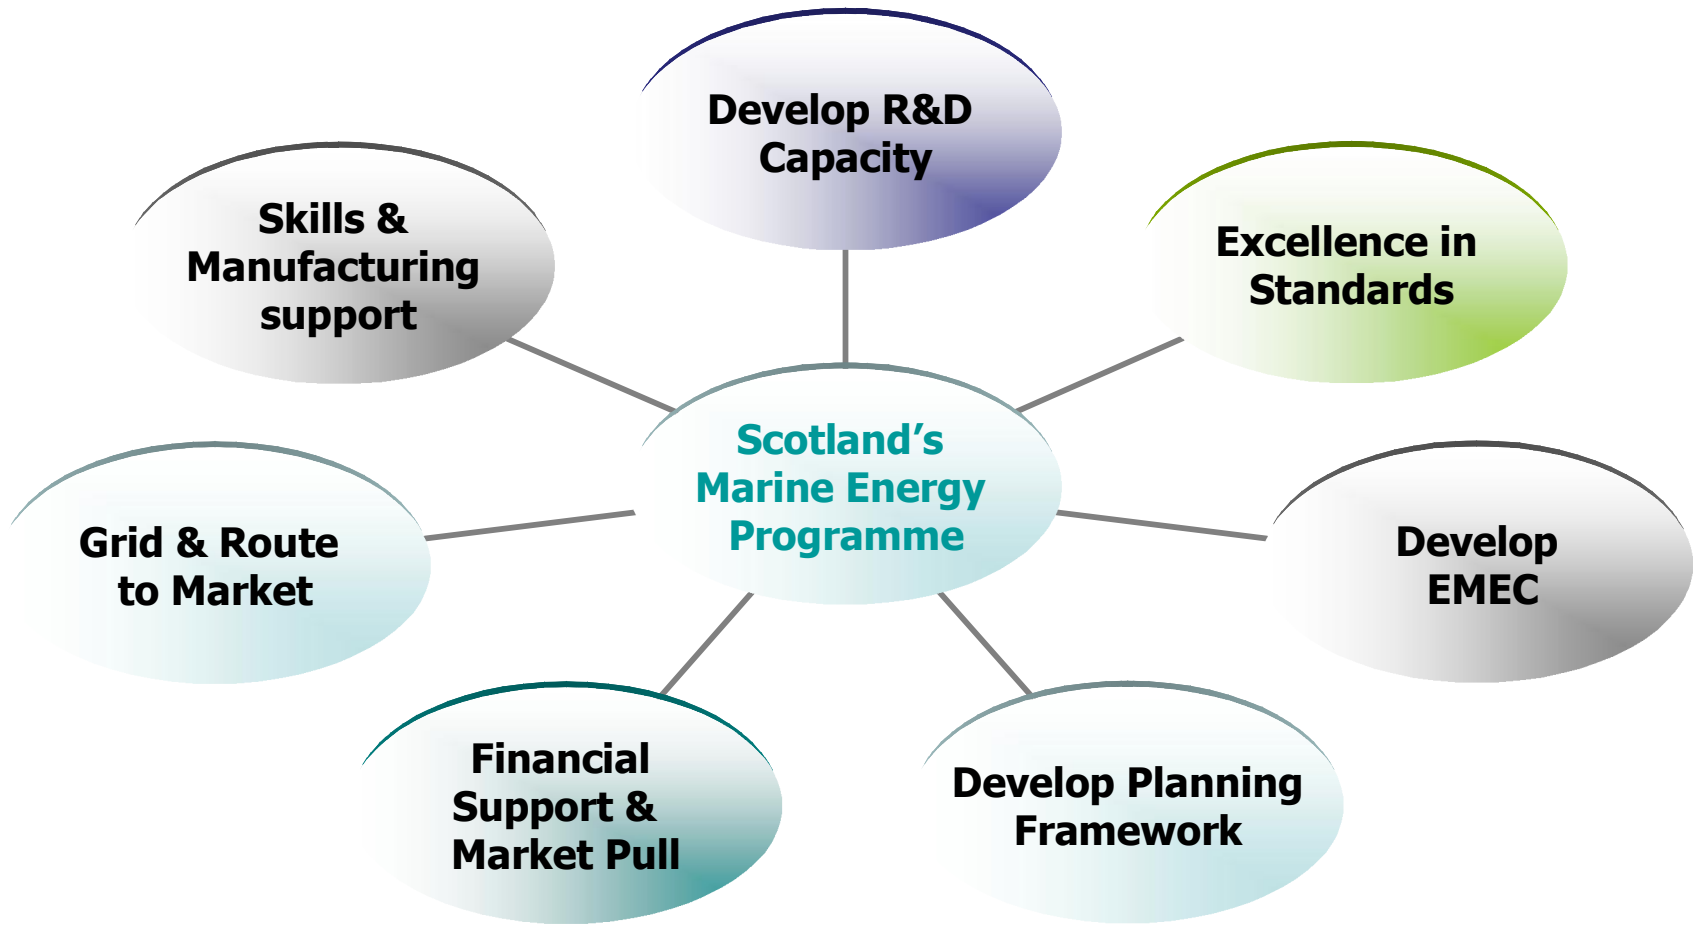 Develop R&D
Capacity
Skills &
Manufacturing
support
Excellence in
Standards
Scotland’s
Marine Energy
Programme
Grid & Route
to Market
Develop
EMEC
Financial
Support &
Market Pull
Develop Planning
Framework